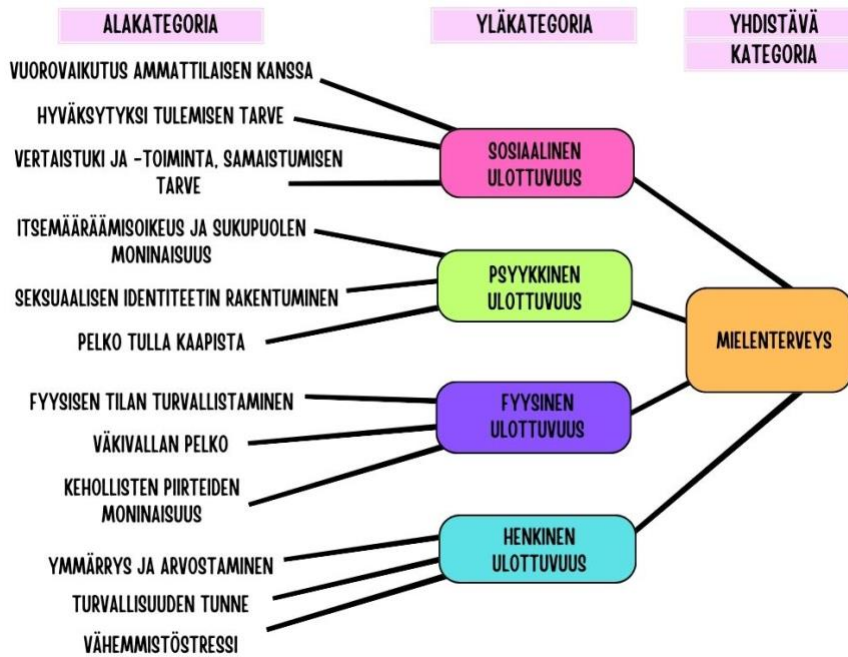 ALAKATEGORIA
YLÄKATEGORIA
YHDISTÄVÄ
KATEGORIA
VUOROVAIKUTUS AMMATTILAISEN KANSSA
HYVÄKSYTYKSI TULEMISEN TARVE
VERTAISTUKI JA -TOIMINTA, SAMAISTUMISEN
TARVE
SOSIAALINEN
ULOTTUVUUS
ITSEMÄÄRÄÄMISOIKEUS JA SUKUPUOLEN
MONINAISUUS
SEKSUAALISEN IDENTITEETIN RAKENTUMINEN
PELKO TULLA KAAPISTA
PSYYKKINEN
ULOTTUVUUS
MIELENTERVEYS
FYYSISEN TILAN TURVALLISTAMINEN
VÄKIVALLAN PELKO
KEHOLLISTEN PIIRTEIDEN
MONINAISUUS
FYYSINEN
ULOTTUVUUS
YMMÄRRYS JA ARVOSTAMINEN
TURVALLISUUDEN TUNNE
VÄHEMMISTÖSTRESSI
HENKINEN
ULOTTUVUUS